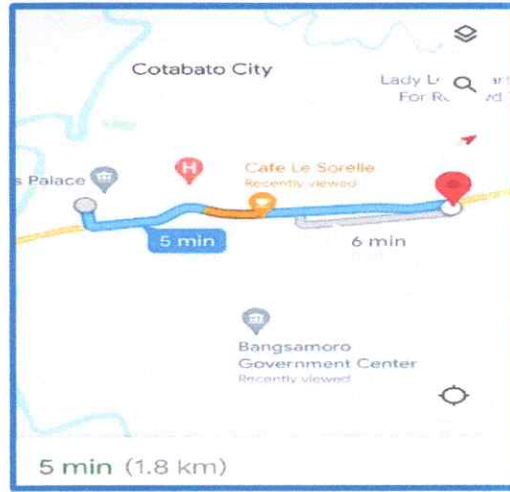 Cotabato City
Lady
For
s Palace
H
Cafe Le Sorelle
Recently viewed
5 min
6 min
Bangsamoro
Government Center
Recently viewed
5 min (1.8 km)